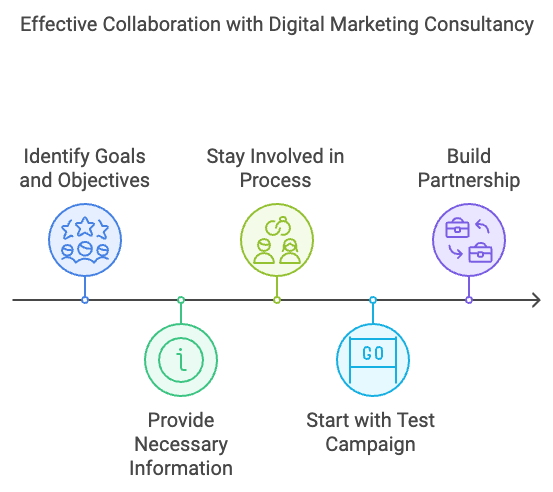 Effective Collaboration with Digital Marketing Consultancy
Identify Goals
and Objectives
Stay Involved in
Process
Build
Partnership
i
GO
Provide
Necessary
Information
Start with Test
Campaign